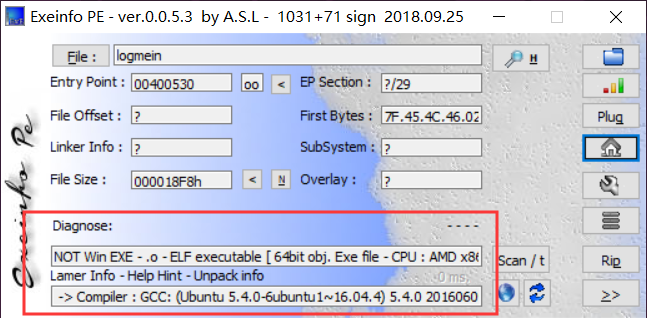 Exeinfo PE - ver.0.0.5.3 by A.S.L - 1031+71 sign 2018.09.25
File : logmein H
Entry Point : 00400530 oo < EP Section : ?/29
File Offset : ? First Bytes : 7F.45.4C.46.02 Plug
Linker Info : ? SubSystem : ?
File Size : 000018F8h < N Overlay : ?
Exeinfo Pe
Diagnose: ----
NOT Win EXE - .o - ELF executable [ 64bit obj. Exe file - CPU : AMD x86 Scan / t Rip
Lamer Info - Help Hint - Unpack info 0 ms.
-> Compiler : GCC: (Ubuntu 5.4.0-6ubuntu1~16.04.4) 5.4.0 2016060 >>